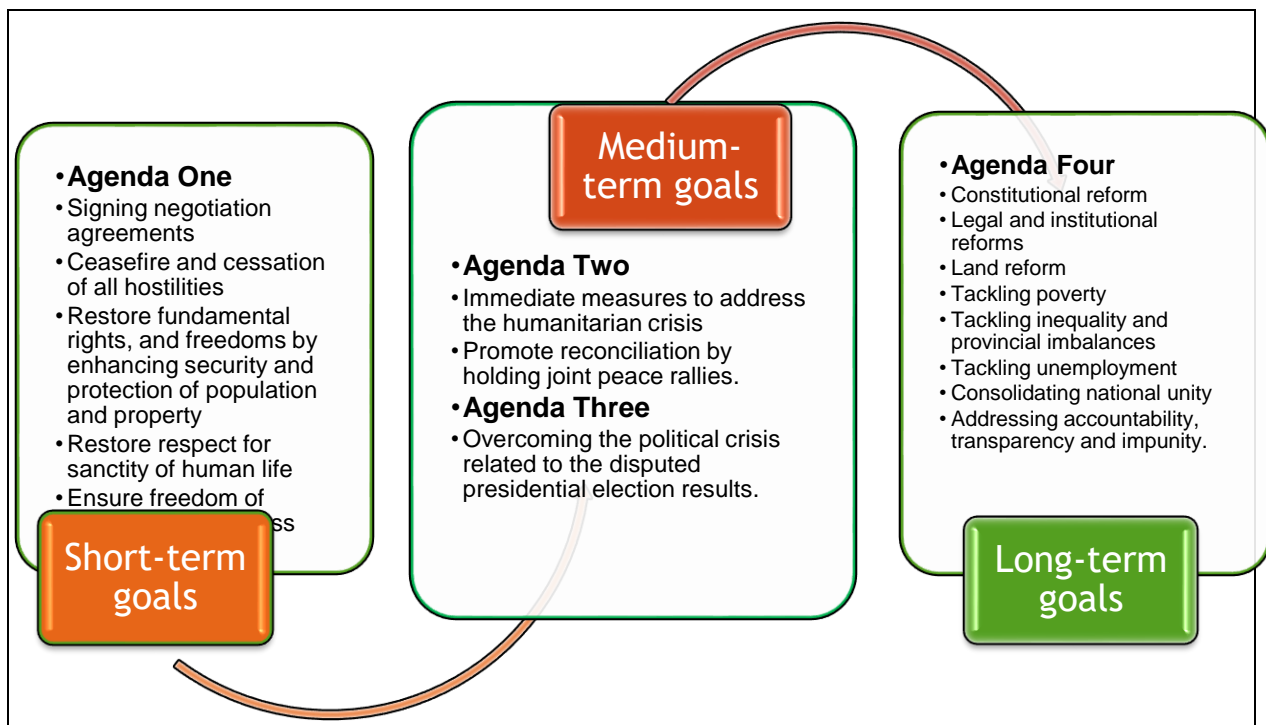 • Agenda One
• Signing negotiation
agreements
• Ceasefire and cessation
of all hostilities
• Restore fundamental
rights, and freedoms by
enhancing security and
protection of population
and property
• Restore respect for
sanctity of human life
• Ensure freedom of
ss
Short-term
goals
Medium-
term goals
• Agenda Two
• Immediate measures to address
the humanitarian crisis
• Promote reconciliation by
holding joint peace rallies.
• Agenda Three
• Overcoming the political crisis
related to the disputed
presidential election results.
• Agenda Four
• Constitutional reform
• Legal and institutional
reforms
• Land reform
• Tackling poverty
• Tackling inequality and
provincial imbalances
• Tackling unemployment
• Consolidating national unity
• Addressing accountability,
transparency and impunity.
Long-term
goals